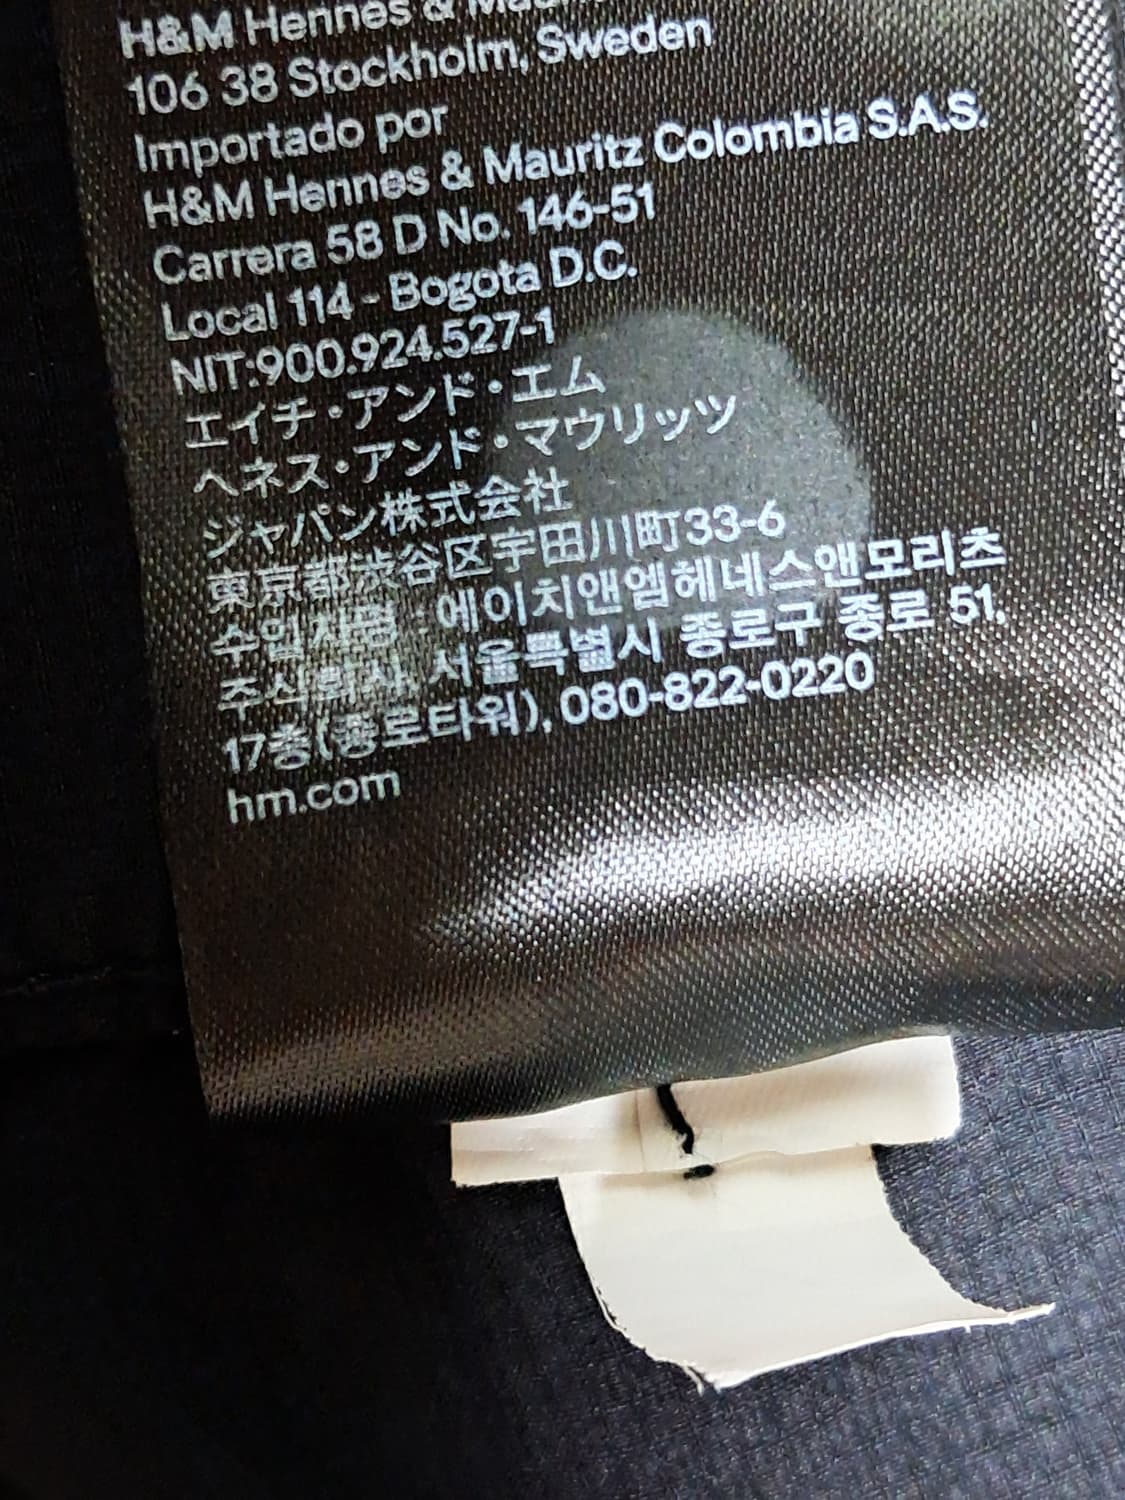 H&M Hennes &
106 38 Stockholm, Sweden
Importado por
H&M Hennes & Mauritz Colombia S.A.S.
Carrera 58 D No. 146-51
Local 114 - Bogota D.C.
NIT:900.924.527-1
エイチ・アンド・エム
ヘネス・アンド・マウリッツ
ジャパン株式会社
東京都渋谷区宇田川町33-6
수입자명 : 에이치앤엠헤네스앤모리츠
주식회사, 서울특별시 종로구 종로 51,
17층(종로타워), 080-822-0220
hm.com